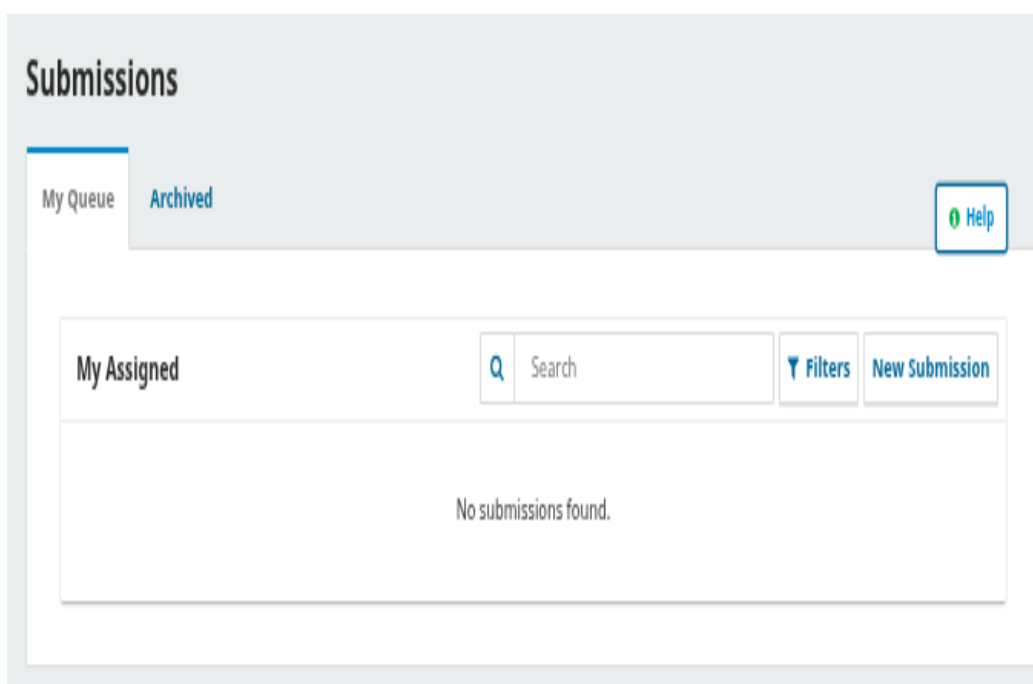 Submissions
My Queue
Archived
Help
My Assigned
Search
Filters
New Submission
No submissions found.